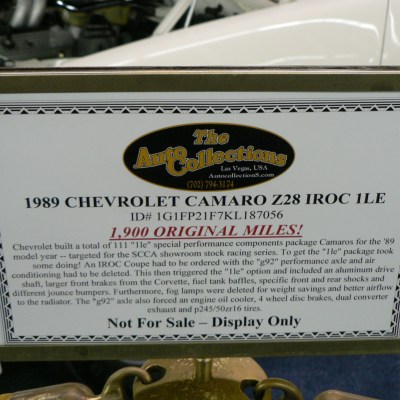 The
Auto Collections
Las Vegas, USA
AutocollectionS.com
(702) 794-3174
1989 CHEVROLET CAMARO Z28 IROC 1LE
ID# 1G1FP21F7KL187056
1,900 ORIGINAL MILES!
Chevrolet built a total of 111 "1le" special performance components package Camaros for the '89
model year -- targeted for the SCCA showroom stock racing series. To get the "1le" package took
some doing! An IROC Coupe had to be ordered with the "g92" performance axle and air
conditioning had to be deleted. This then triggered the "1le" option and included an aluminum drive
shaft, larger front brakes from the Corvette, fuel tank baffles, specific front and rear shocks and
different jounce bumpers. Furthermore, fog lamps were deleted for weight savings and better airflow
to the radiator. The "g92" axle also forced an engine oil cooler, 4 wheel disc brakes, dual converter
exhaust and p245/50zr16 tires.
Not For Sale – Display Only